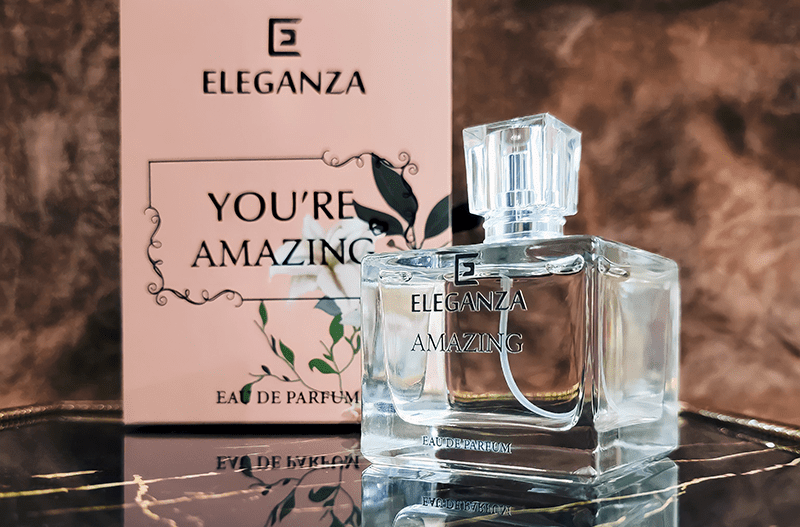 ELEGANZA
YOU'RE
AMAZING
EAU DE PARFUM
ELEGANZA
AMAZING
EAU DE PARFUM